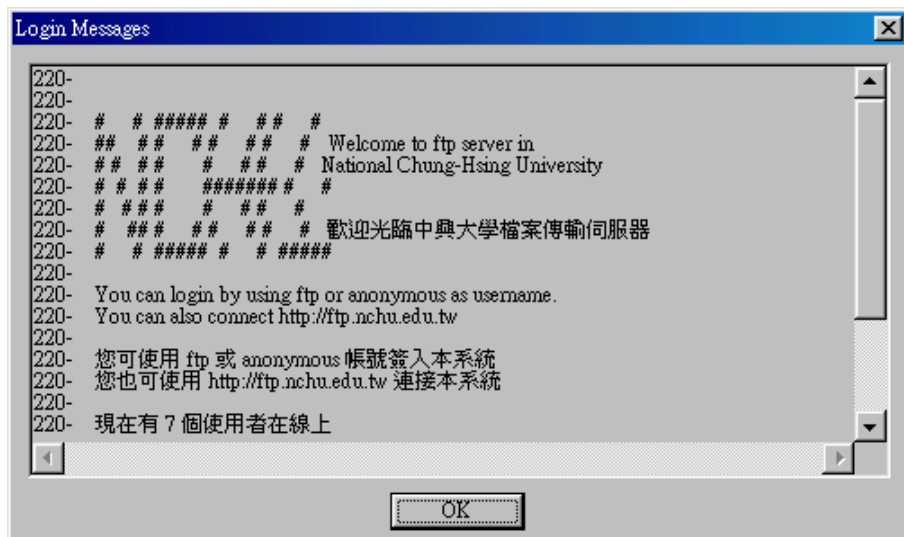 Login Messages
220-
220-
220- # # ##### # ## #
220- ## ## ## ## # Welcome to ftp server in
220- ## ## # ## # National Chung-Hsing University
220- # # ## ####### # #
220- # ### # ## #
220- # ### ## ## # 歡迎光臨中興大學檔案傳輸伺服器
220- # # ##### # # #####
220-
220- You can login by using ftp or anonymous as username.
220- You can also connect http://ftp.nchu.edu.tw
220-
220- 您可使用 ftp 或 anonymous 帳號簽入本系統
220- 您也可使用 http://ftp.nchu.edu.tw 連接本系統
220-
220- 現在有 7 個使用者在線上
OK